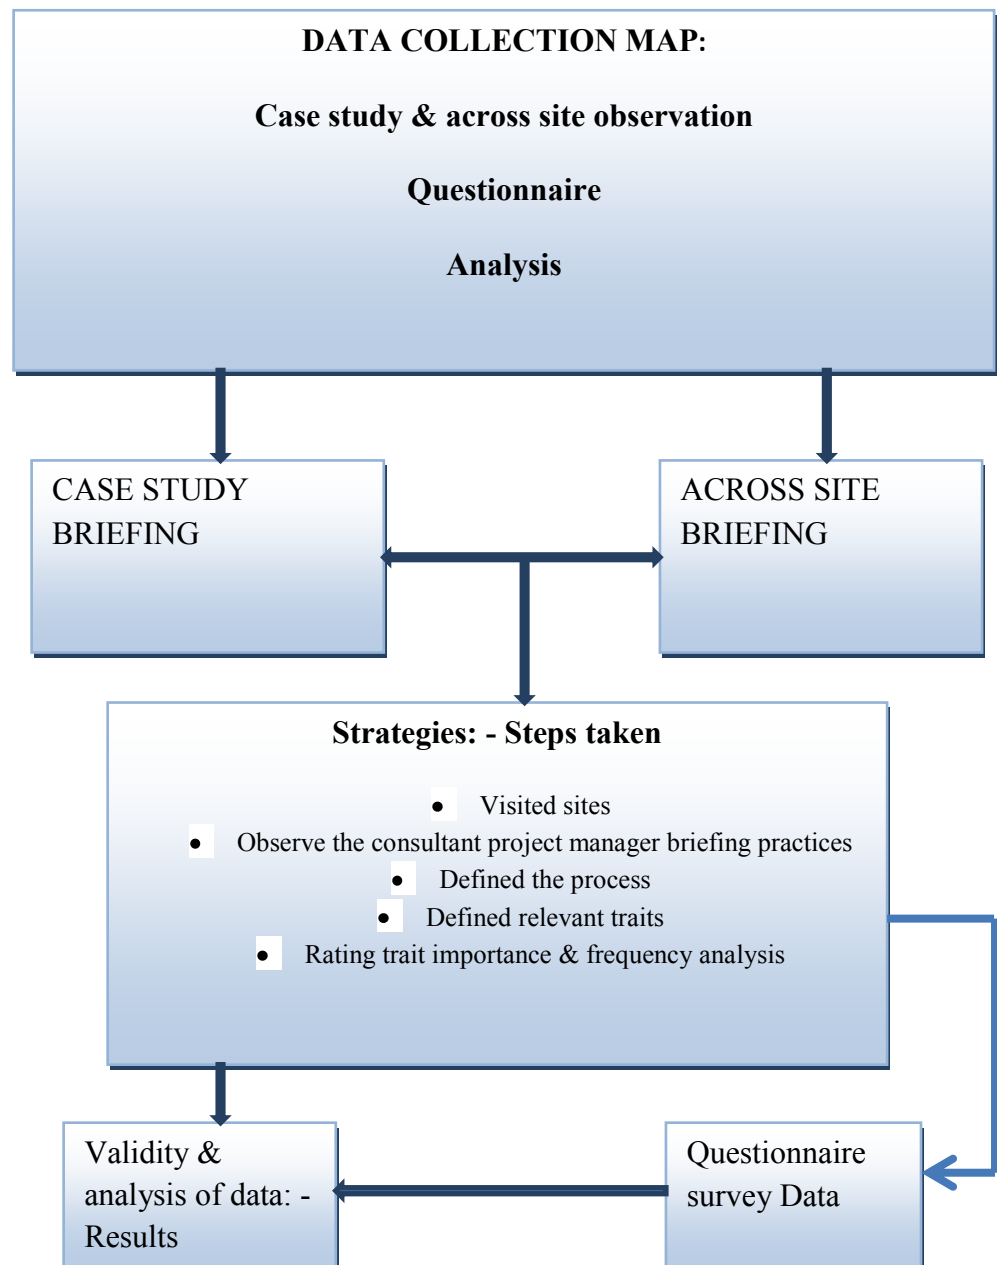 DATA COLLECTION MAP:
Case study & across site observation
Questionnaire
Analysis
CASE STUDY
BRIEFING
ACROSS SITE
BRIEFING
Strategies: - Steps taken
• Visited sites
• Observe the consultant project manager briefing practices
• Defined the process
• Defined relevant traits
• Rating trait importance & frequency analysis
Validity &
analysis of data: -
Results
Questionnaire
survey Data